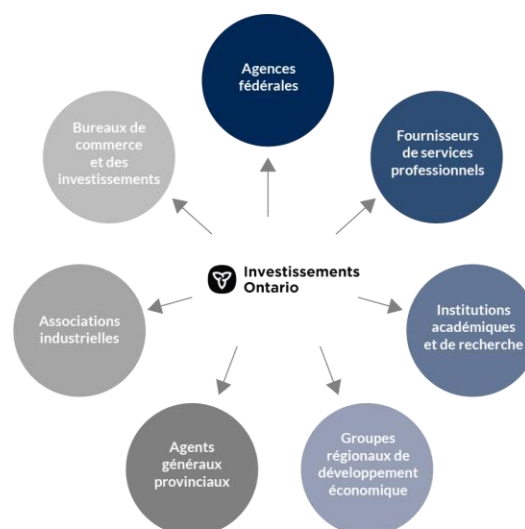 Agences
fédérales
Fournisseurs
de services
professionnels
Institutions
académiques
et de recherche
Groupes
régionaux de
développement
économique
Agents
généraux
provinciaux
Associations
industrielles
Bureaux de
commerce
et des
investissements
Investissements
Ontario